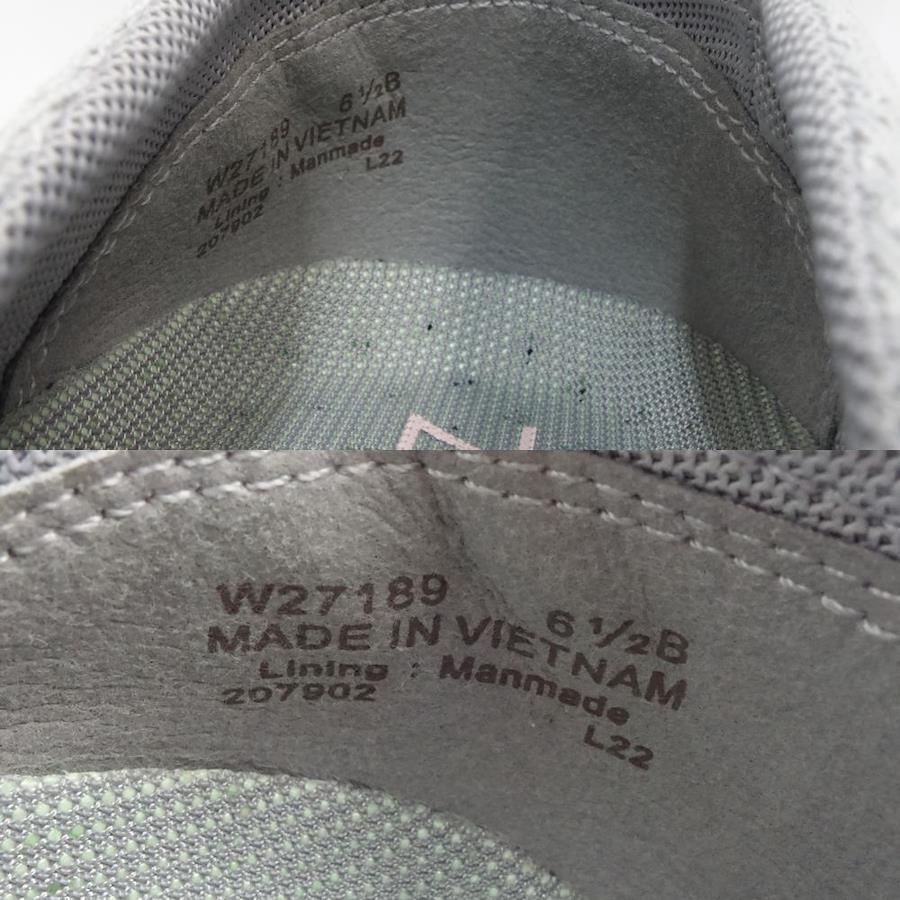 W27189 6 ½B
MADE IN VIETNAM
Lining : Manmade
207902 L22
W27189 6 ½B
MADE IN VIETNAM
Lining : Manmade
207902 L22